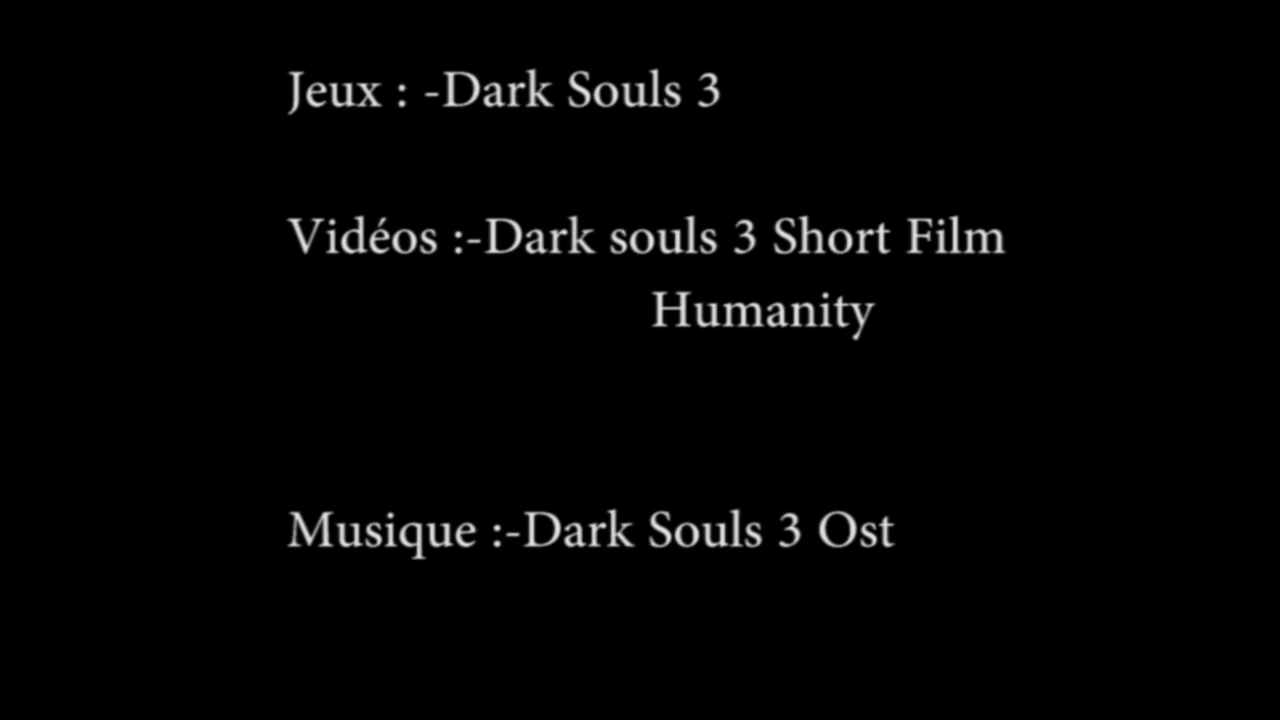 Jeux : -Dark Souls 3
Vidéos :-Dark souls 3 Short Film
Humanity
Musique :-Dark Souls 3 Ost